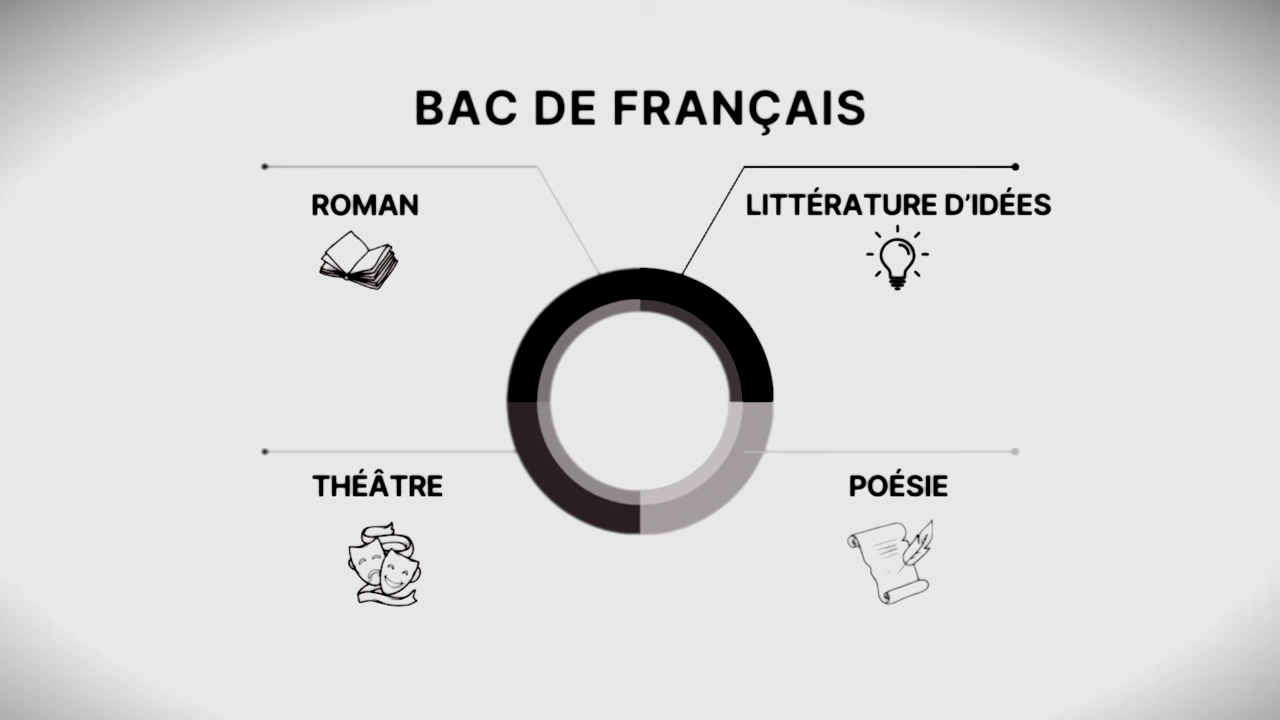 BAC DE FRANÇAIS
ROMAN
LITTÉRATURE D'IDÉES
THÉÂTRE
POÉSIE